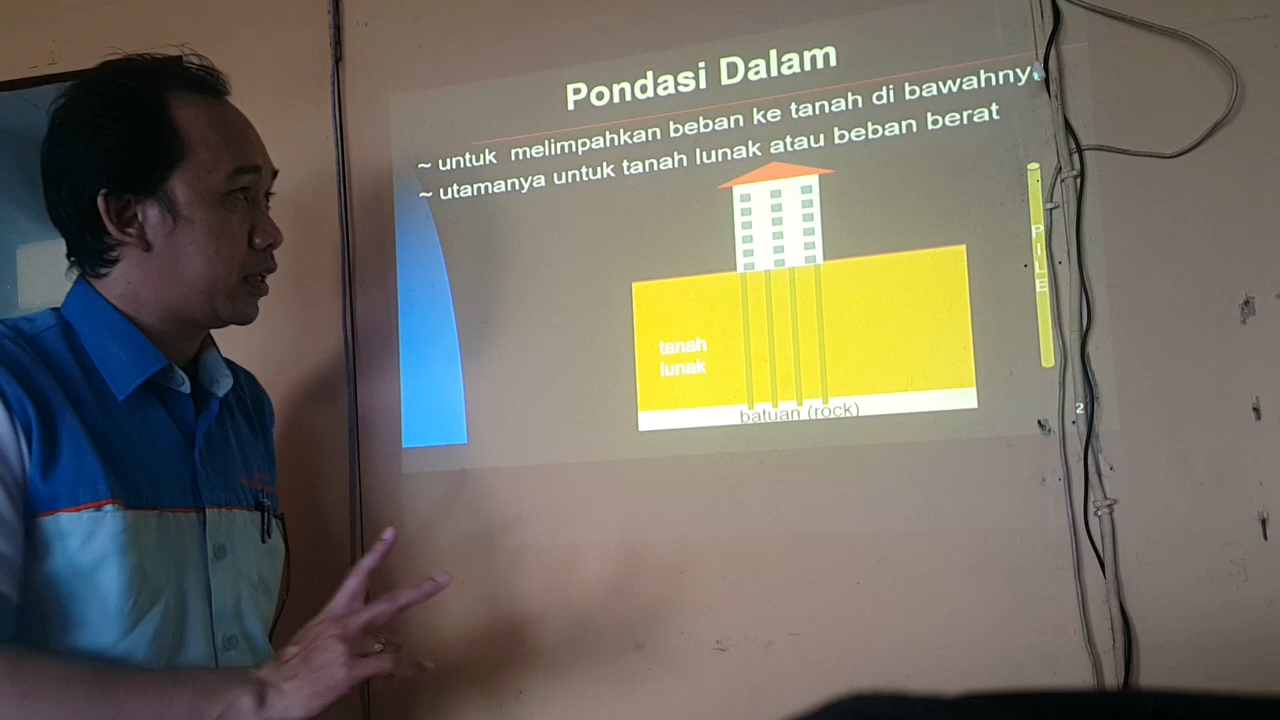 Pondasi Dalam
~ untuk melimpahkan beban ke tanah di bawahnya
~ utamanya untuk tanah lunak atau beban berat
PILE
tanah
lunak
batuan (rock)
2